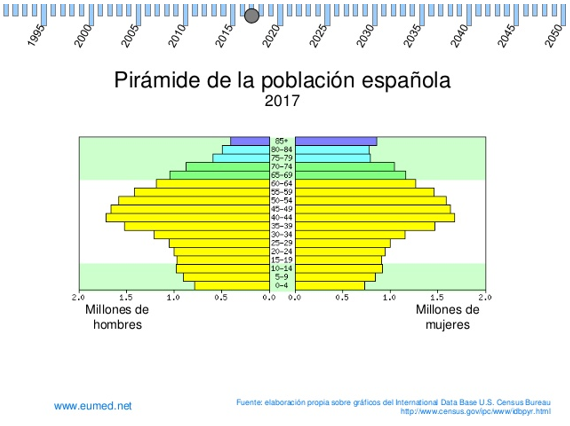 1995 2000 2005 2010 2015 2020 2025 2030 2035 2040 2045 2050
Pirámide de la población española
2017
85+
80-84
75-79
70-74
65-69
60-64
55-59
50-54
45-49
40-44
35-39
30-34
25-29
20-24
15-19
10-14
5-9
0-4
2.0 1.5 1.0 0.5 0.0 0.0 0.5 1.0 1.5 2.0
Millones de hombres
Millones de mujeres
www.eumed.net
Fuente: elaboración propia sobre gráficos del International Data Base U.S. Census Bureau
http://www.census.gov/ipc/www/idbpyr.html